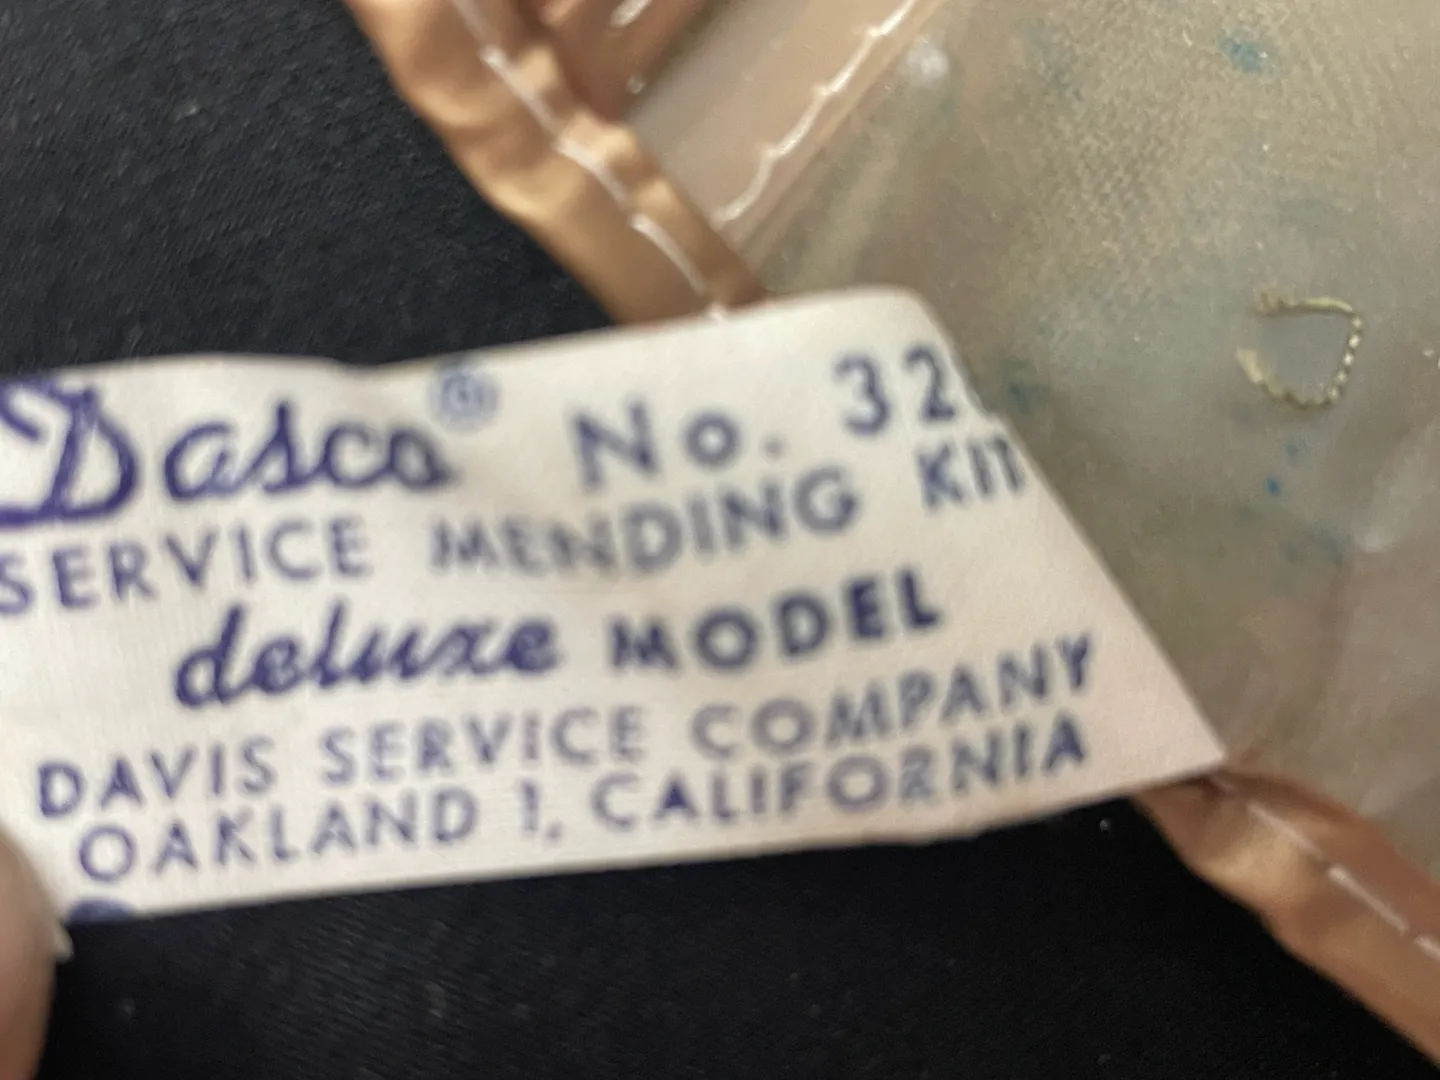 Dasco® No. 32
SERVICE MENDING KIT
deluxe MODEL
DAVIS SERVICE COMPANY
OAKLAND 1, CALIFORNIA